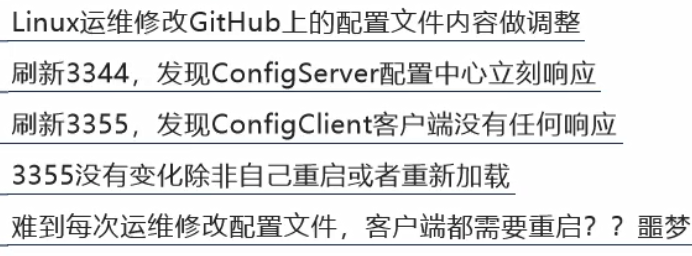 Linux运维修改GitHub上的配置文件内容做调整
刷新3344，发现ConfigServer配置中心立刻响应
刷新3355，发现ConfigClient客户端没有任何响应
3355没有变化除非自己重启或者重新加载
难到每次运维修改配置文件，客户端都需要重启？？噩梦